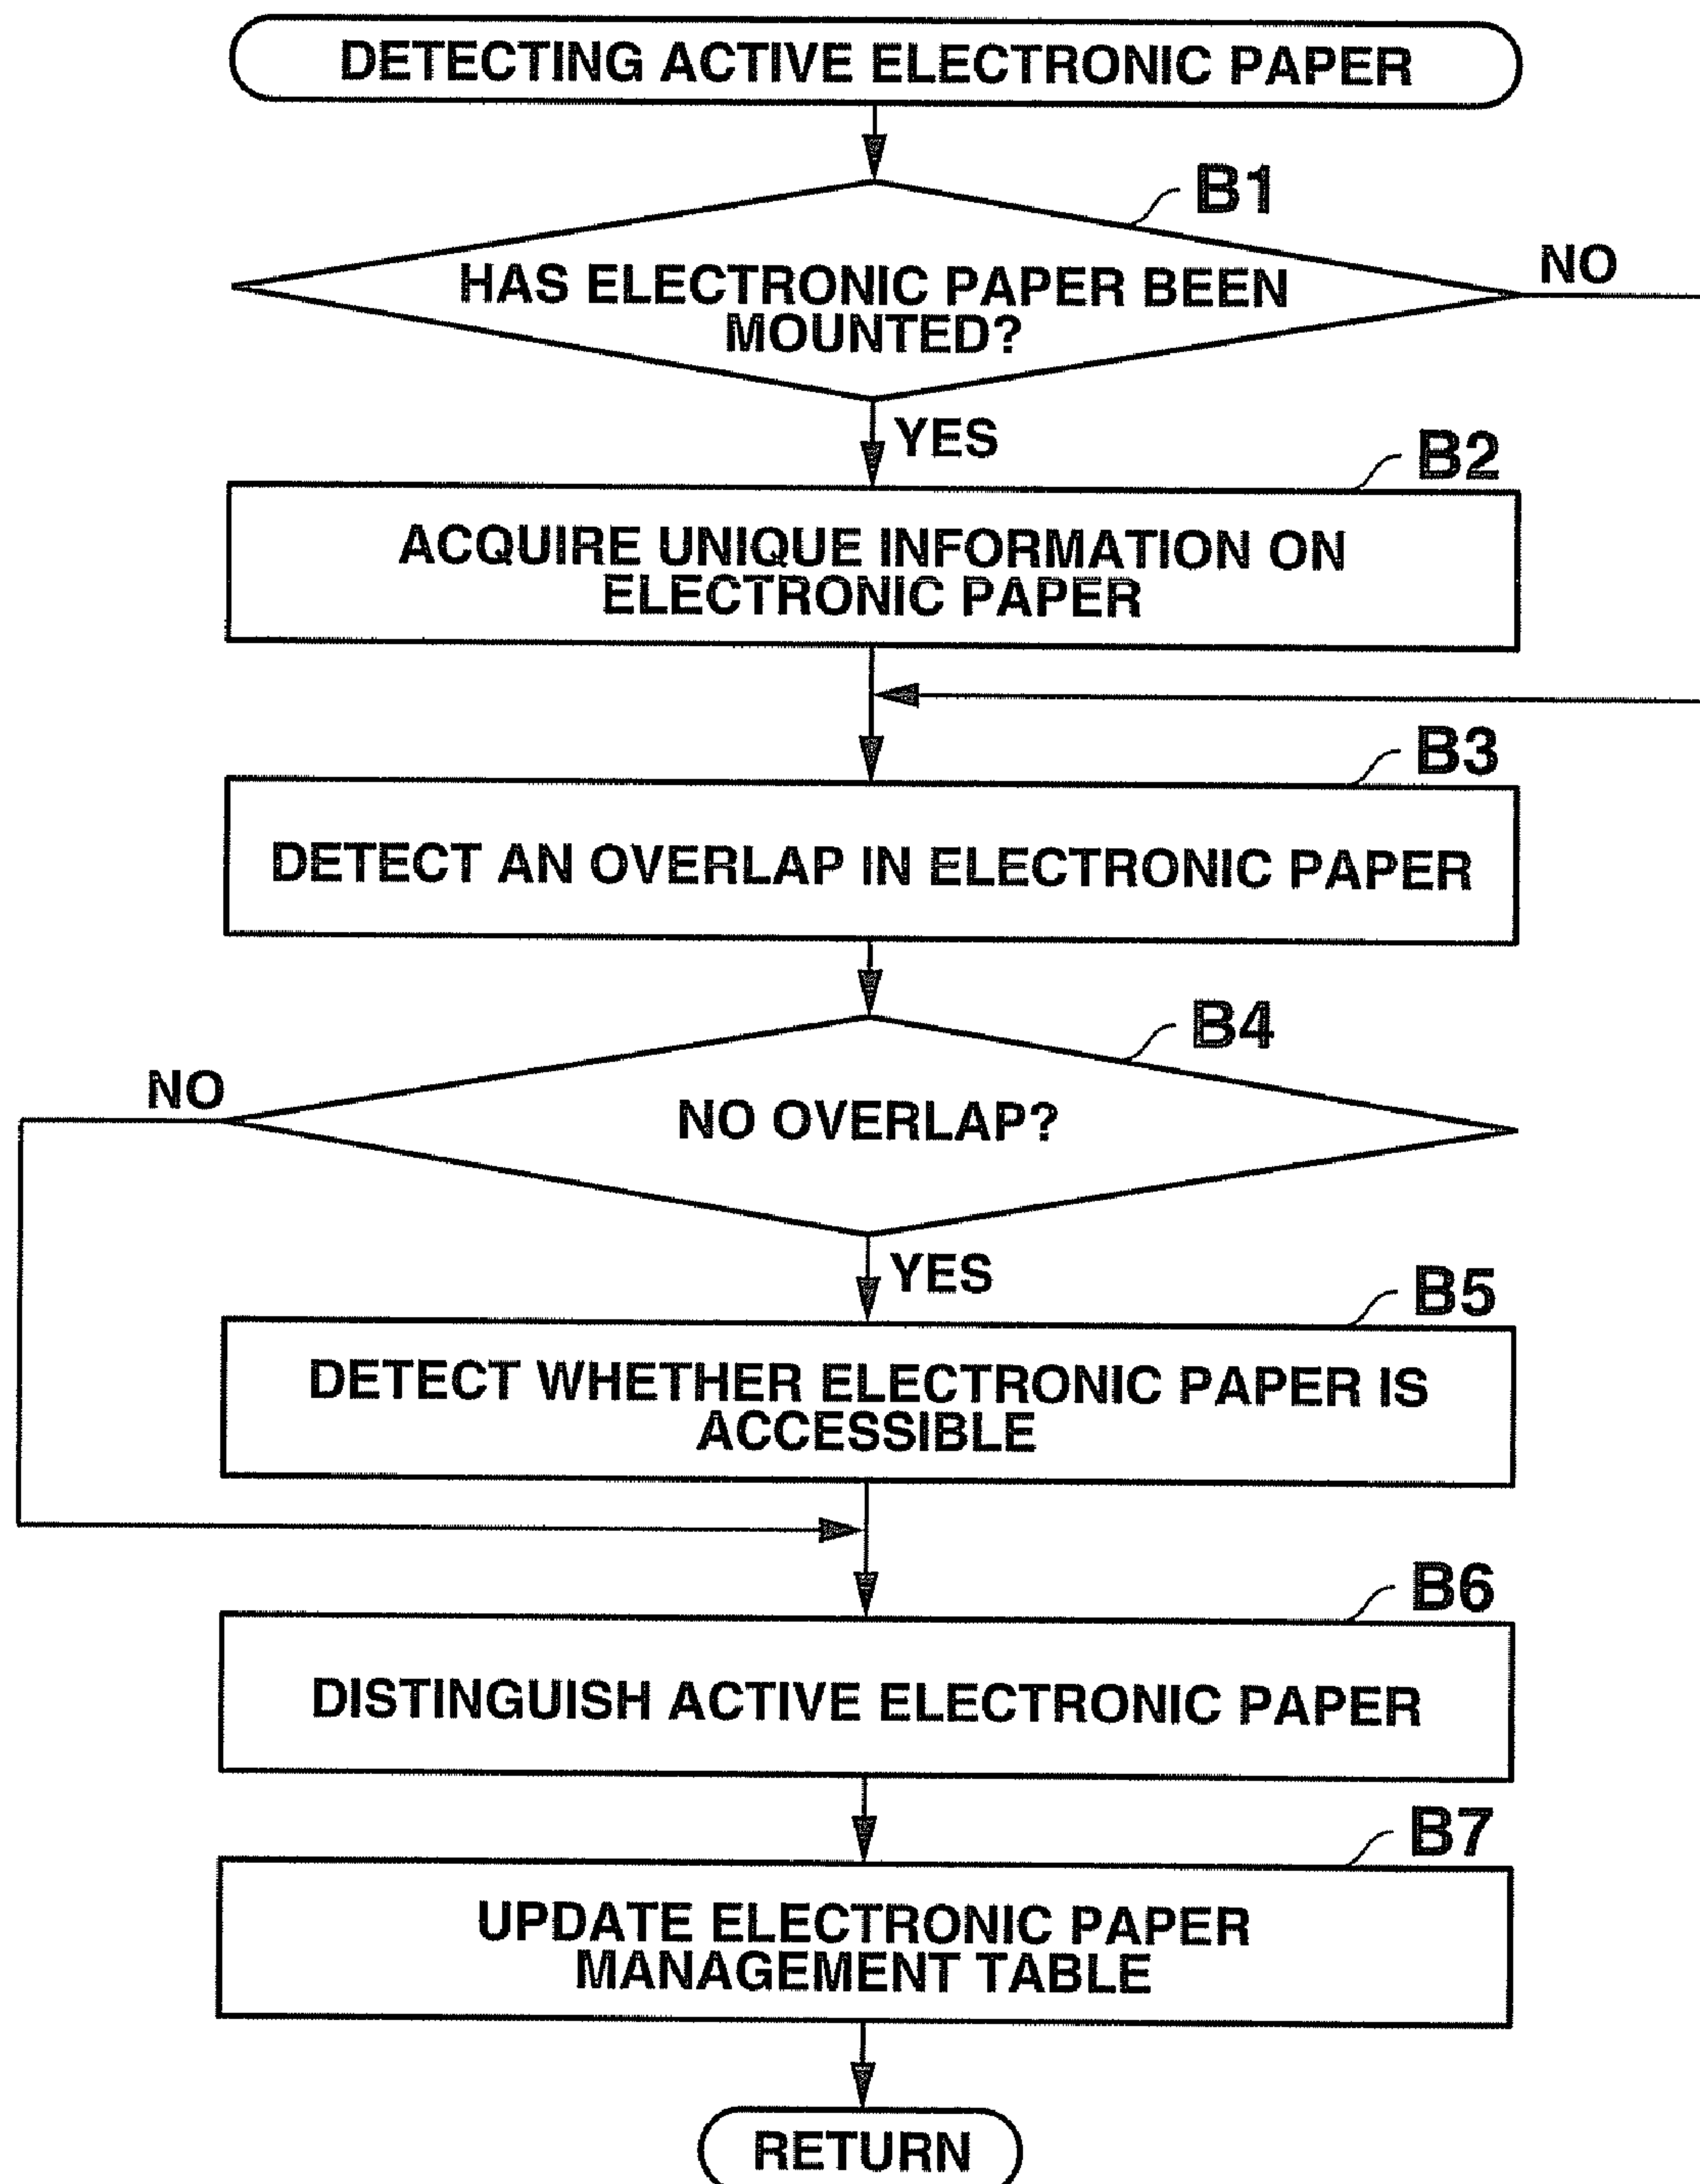 DETECTING ACTIVE ELECTRONIC PAPER
B1
HAS ELECTRONIC PAPER BEEN
MOUNTED?
NO
YES
B2
ACQUIRE UNIQUE INFORMATION ON
ELECTRONIC PAPER
B3
DETECT AN OVERLAP IN ELECTRONIC PAPER
B4
NO
NO OVERLAP?
YES
B5
DETECT WHETHER ELECTRONIC PAPER IS
ACCESSIBLE
B6
DISTINGUISH ACTIVE ELECTRONIC PAPER
B7
UPDATE ELECTRONIC PAPER
MANAGEMENT TABLE
RETURN